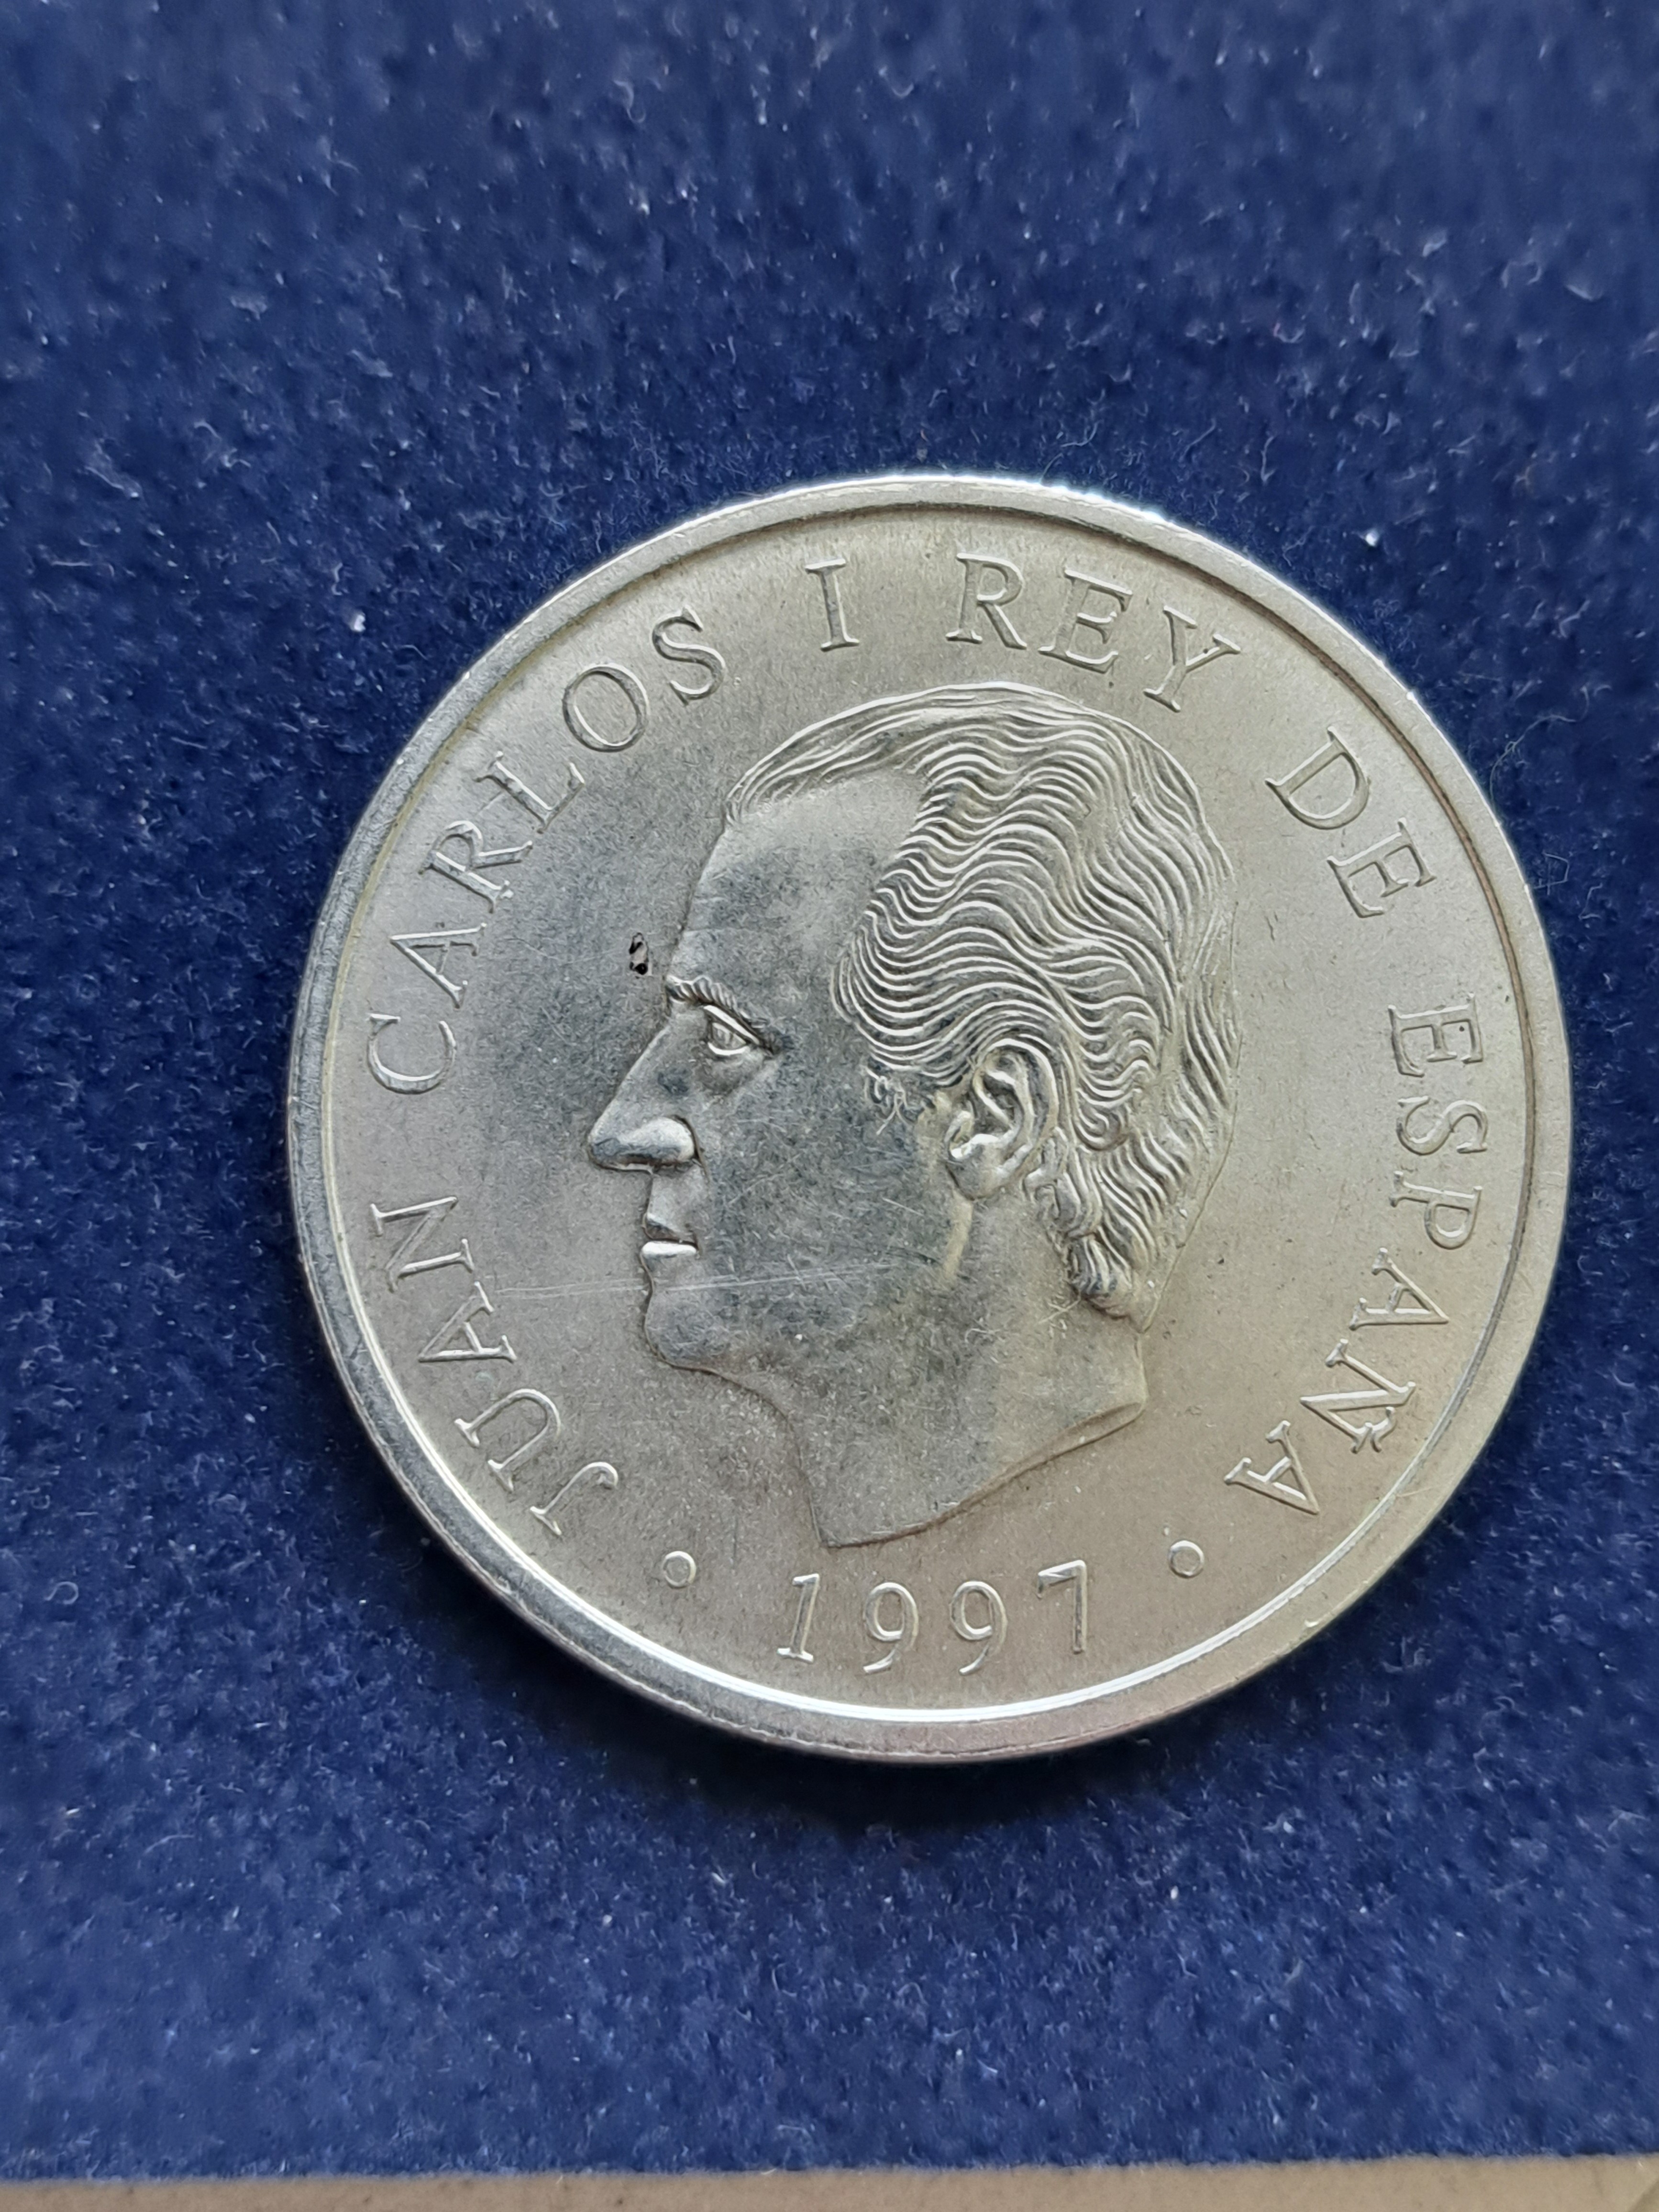 JUAN CARLOS I REY DE ESPAÑA
• 1997 •